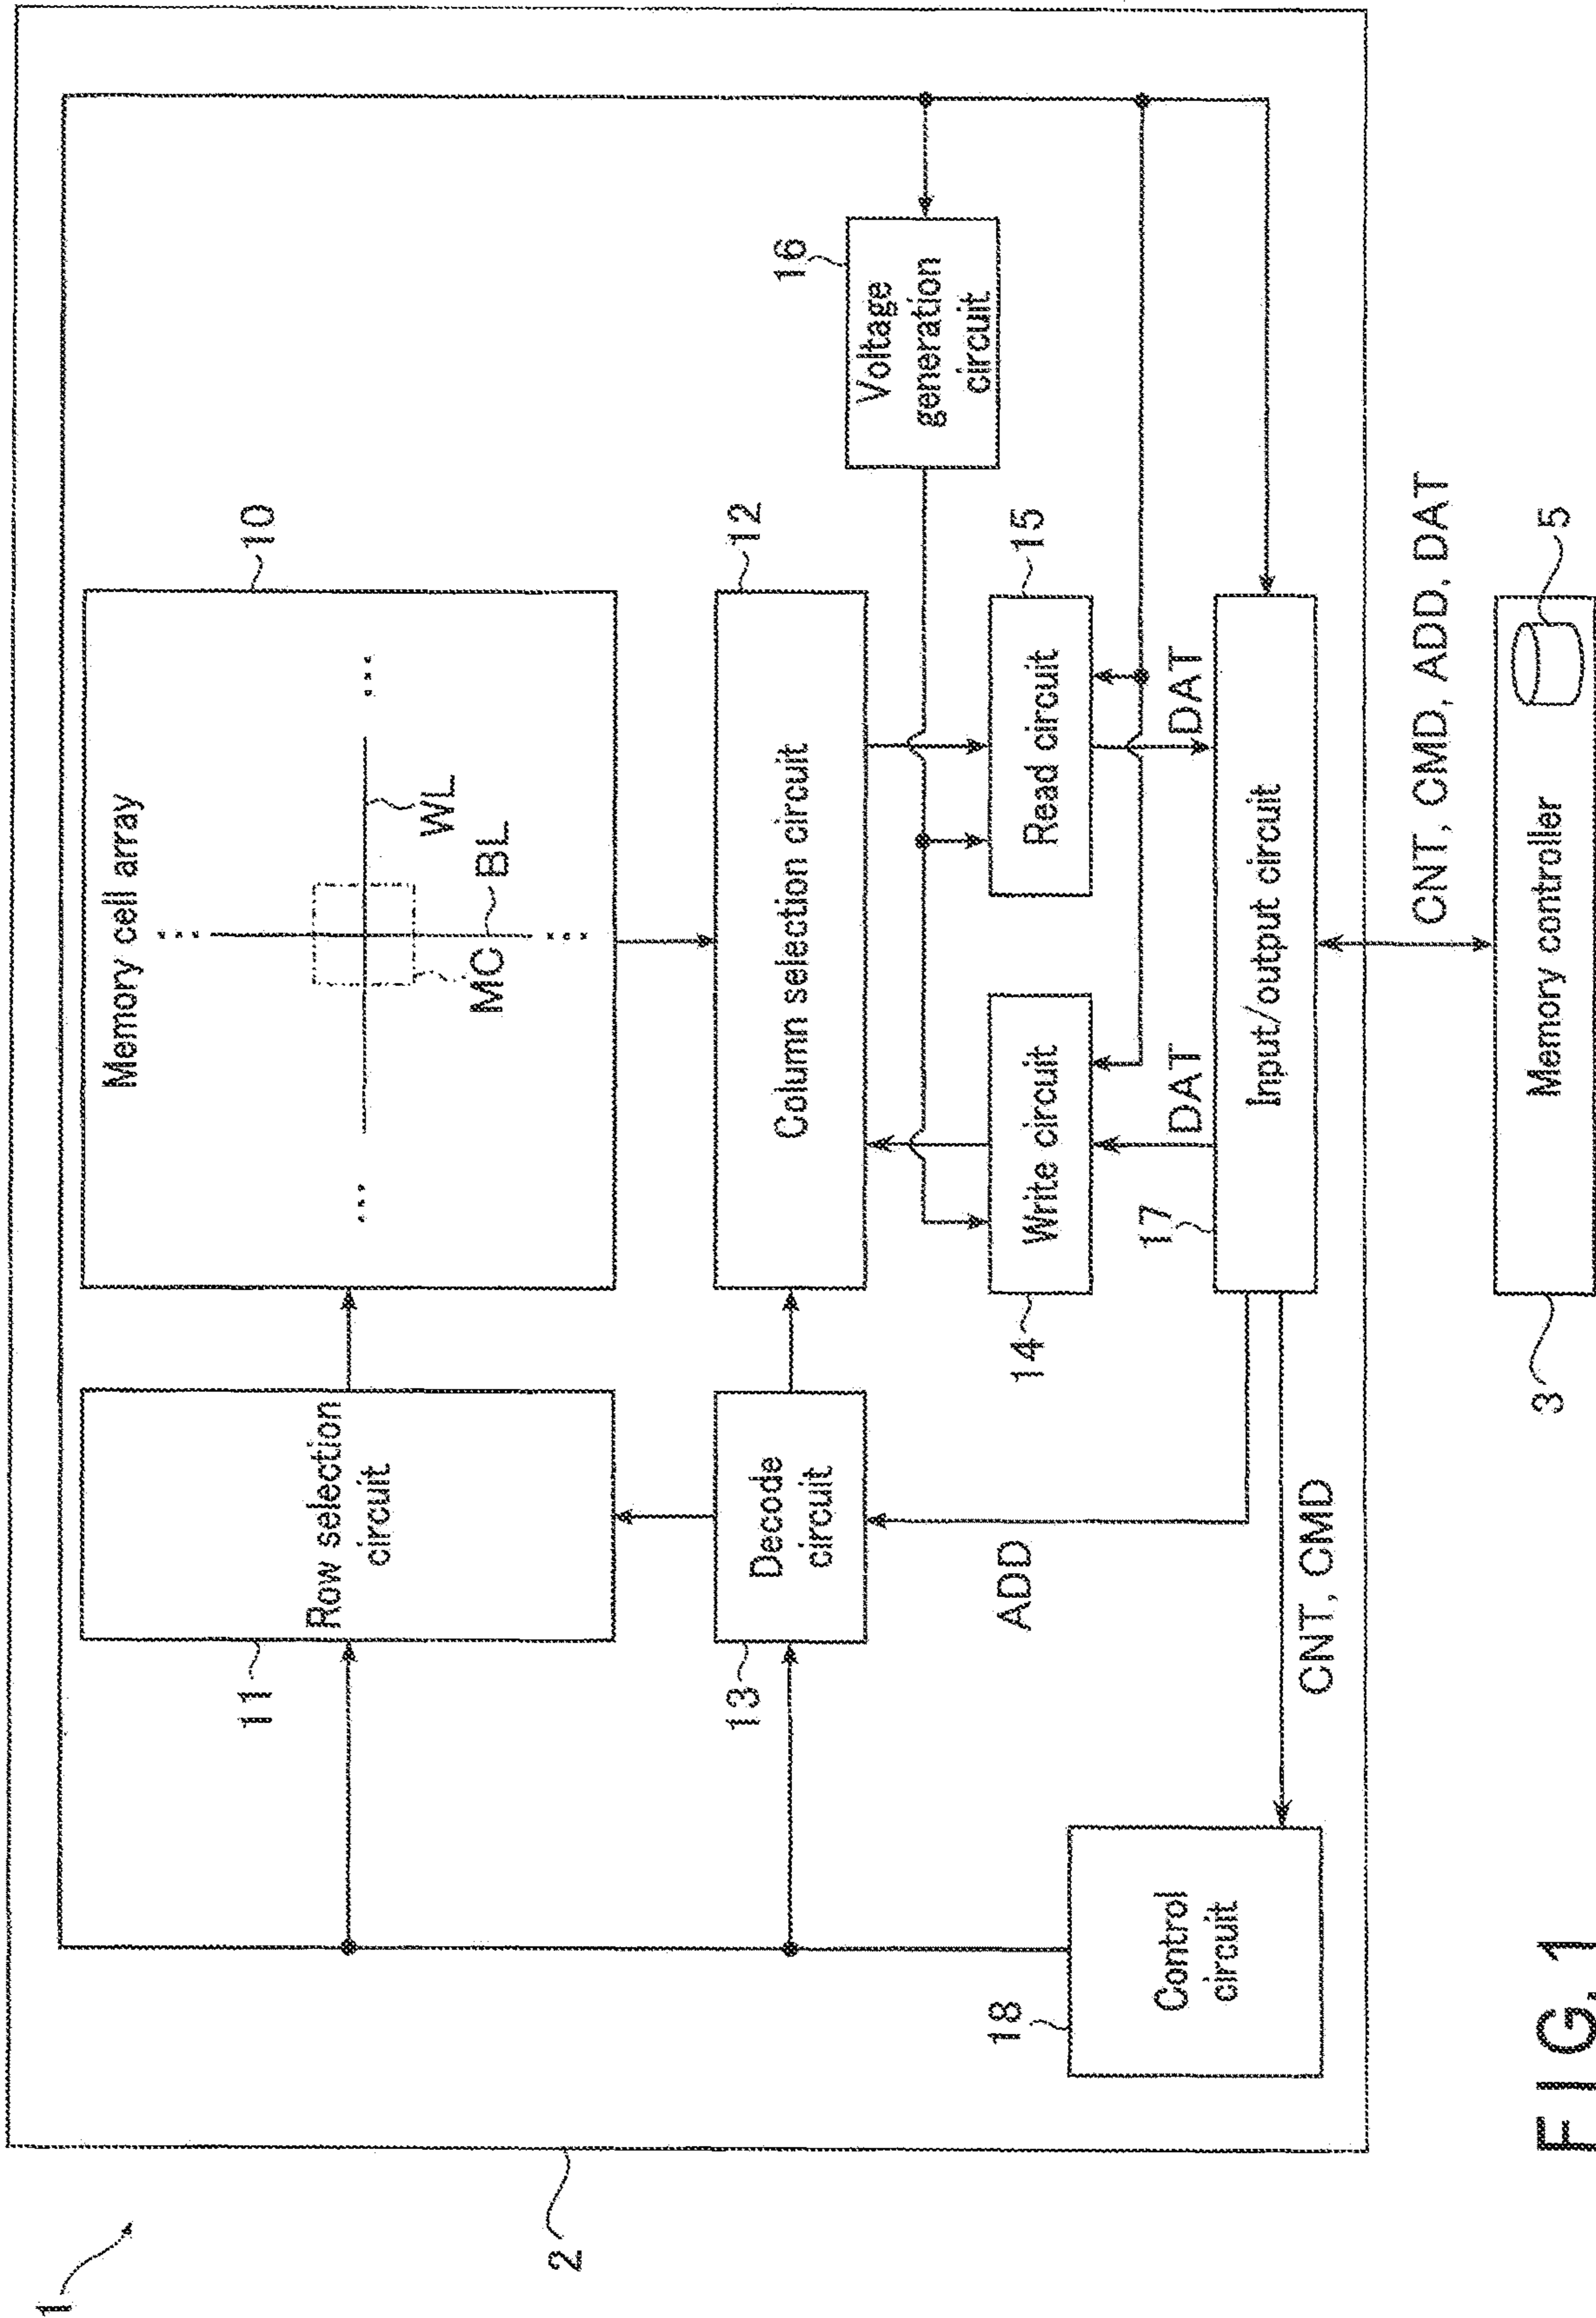 1
2
Memory cell array
10
WL
BL
MC
Row selection
circuit
11
Column selection circuit
12
Decode
circuit
13
16
Voltage
generation
circuit
Write circuit
14
Read circuit
15
ADD
DAT
DAT
17
Input/output circuit
18
Control
circuit
CNT, CMD
CNT, CMD, ADD, DAT
3
Memory controller
5
FIG. 1